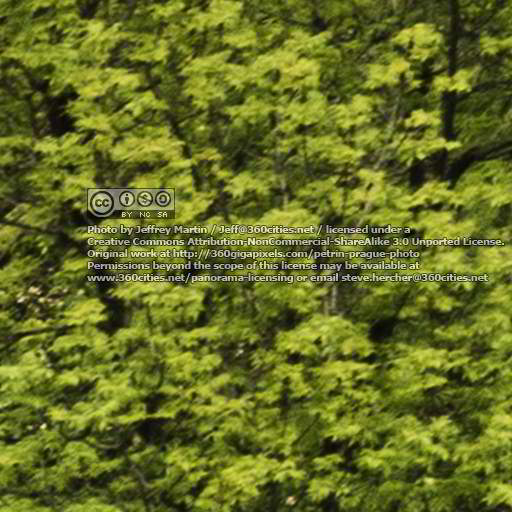 cc BY NC SA
Photo by Jeffrey Martin / Jeff@360cities.net / licensed under a
Creative Commons Attribution-NonCommercial-ShareAlike 3.0 Unported License.
Original work at http://360gigapixels.com/petrin-prague-photo
Permissions beyond the scope of this license may be available at
www.360cities.net/panorama-licensing or email steve.hercher@360cities.net